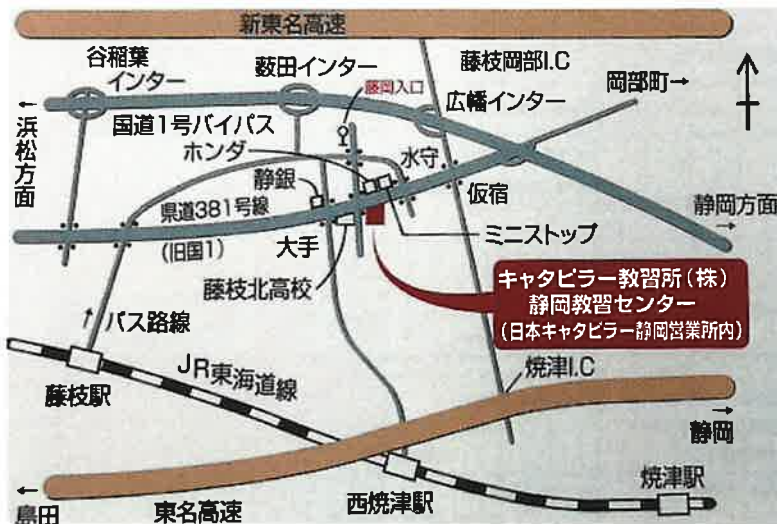 新東名高速
谷稲葉
インター
薮田インター
藤枝岡部I.C
岡部町→
藤岡入口
広幡インター
←
浜松方面
国道1号バイパス
ホンダ
水守
静銀
仮宿
県道381号線
(旧国1)
大手
ミニストップ
静岡方面
→
藤枝北高校
キャタピラー教習所(株)
静岡教習センター
(日本キャタピラー静岡営業所内)
↑バス路線
JR東海道線
藤枝駅
焼津I.C
→
静岡
←
島田
東名高速
西焼津駅
焼津駅